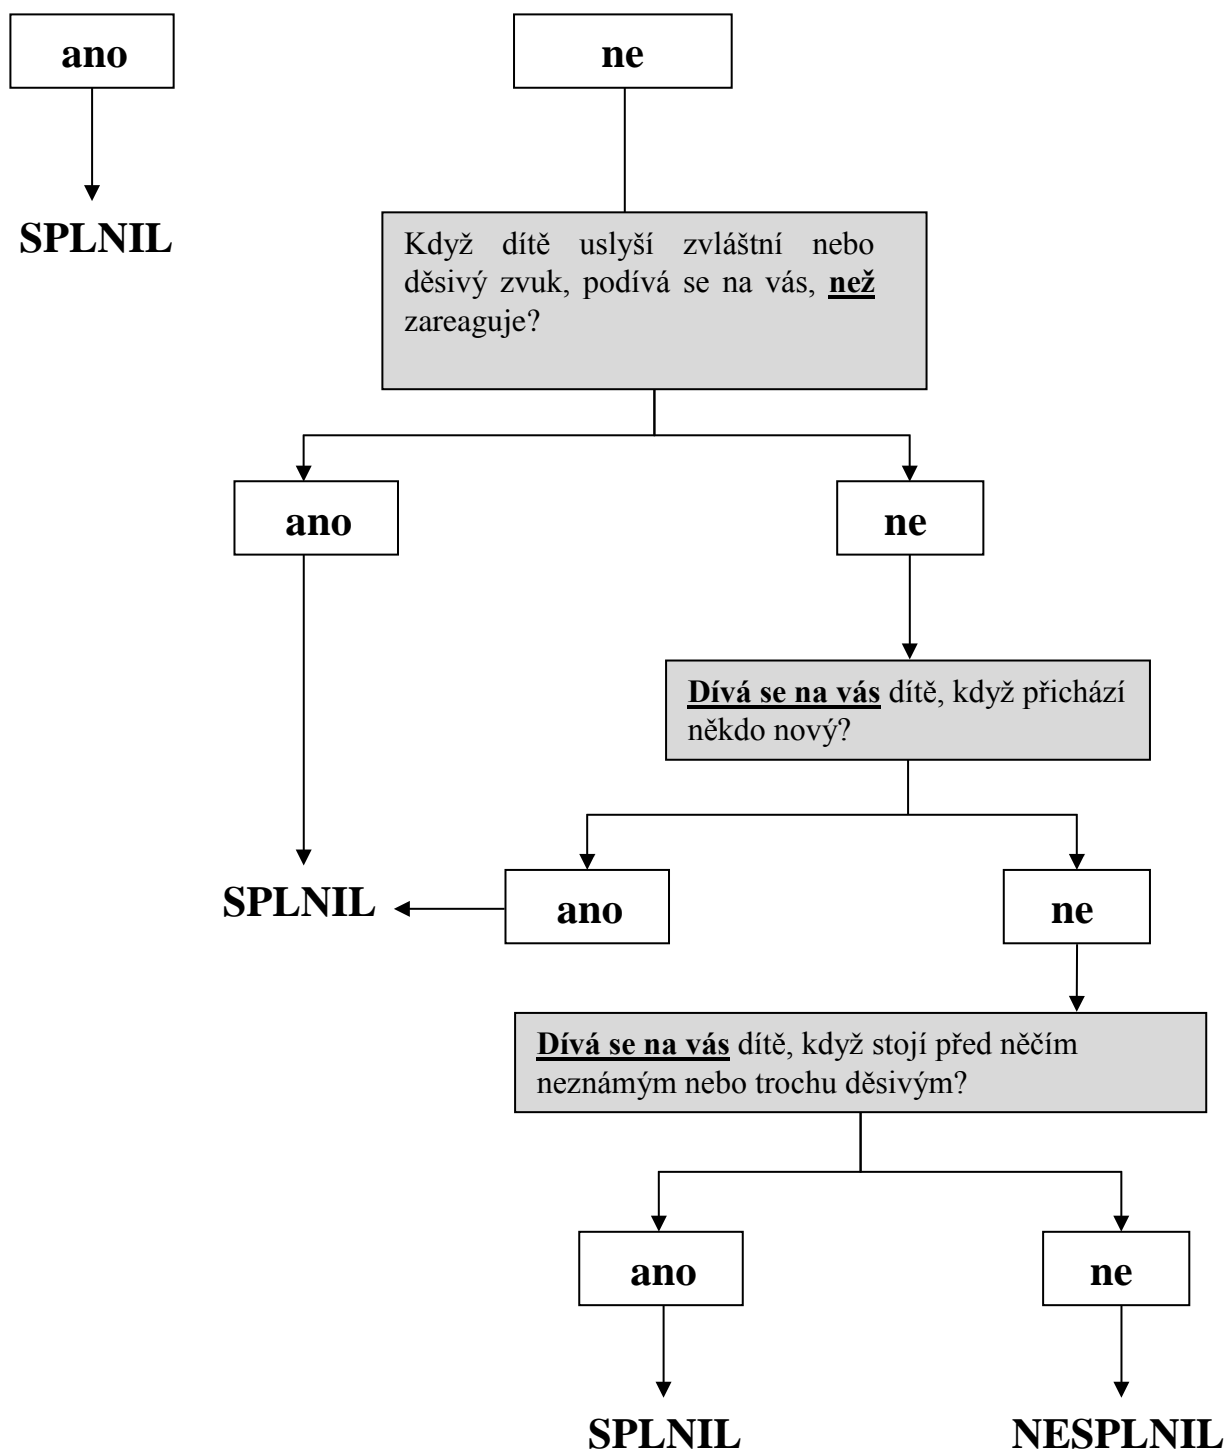 ano
ne
SPLNIL
Když dítě uslyší zvláštní nebo
děsivý zvuk, podívá se na vás, než
zareaguje?
ano
ne
Dívá se na vás dítě, když přichází
někdo nový?
SPLNIL
ano
ne
Dívá se na vás dítě, když stojí před něčím
neznámým nebo trochu děsivým?
ano
ne
SPLNIL
NESPLNIL